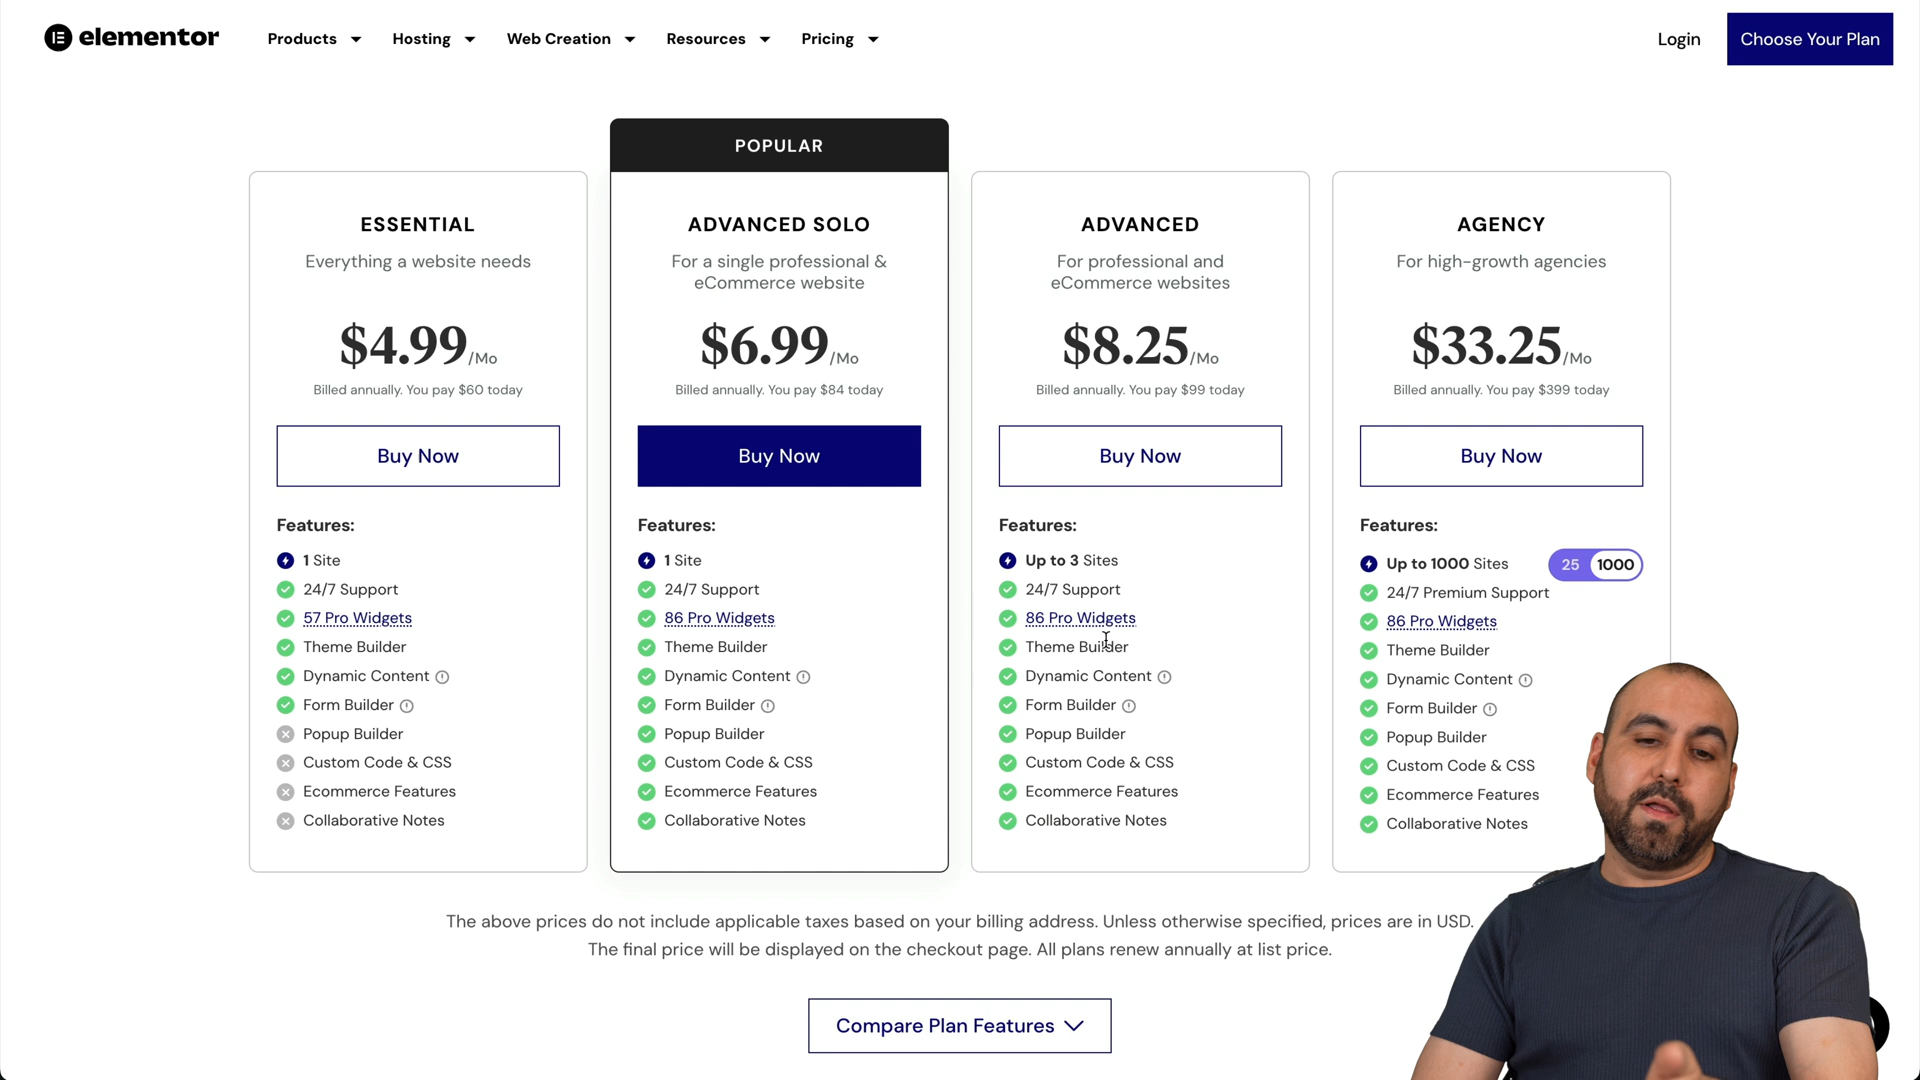 elementor
Products
Hosting
Web Creation
Resources
Pricing
Login
Choose Your Plan
ESSENTIAL
Everything a website needs
$4.99/Mo
Billed annually. You pay $60 today
Buy Now
Features:
1 Site
24/7 Support
57 Pro Widgets
Theme Builder
Dynamic Content
Form Builder
Popup Builder
Custom Code & CSS
Ecommerce Features
Collaborative Notes
POPULAR
ADVANCED SOLO
For a single professional &
eCommerce website
$6.99/Mo
Billed annually. You pay $84 today
Buy Now
Features:
1 Site
24/7 Support
86 Pro Widgets
Theme Builder
Dynamic Content
Form Builder
Popup Builder
Custom Code & CSS
Ecommerce Features
Collaborative Notes
ADVANCED
For professional and
eCommerce websites
$8.25/Mo
Billed annually. You pay $99 today
Buy Now
Features:
Up to 3 Sites
24/7 Support
86 Pro Widgets
Theme Builder
Dynamic Content
Form Builder
Popup Builder
Custom Code & CSS
Ecommerce Features
Collaborative Notes
AGENCY
For high-growth agencies
$33.25/Mo
Billed annually. You pay $399 today
Buy Now
Features:
Up to 1000 Sites 25 1000
24/7 Premium Support
86 Pro Widgets
Theme Builder
Dynamic Content
Form Builder
Popup Builder
Custom Code & CSS
Ecommerce Features
Collaborative Notes
The above prices do not include applicable taxes based on your billing address. Unless otherwise specified, prices are in USD.
The final price will be displayed on the checkout page. All plans renew annually at list price.
Compare Plan Features